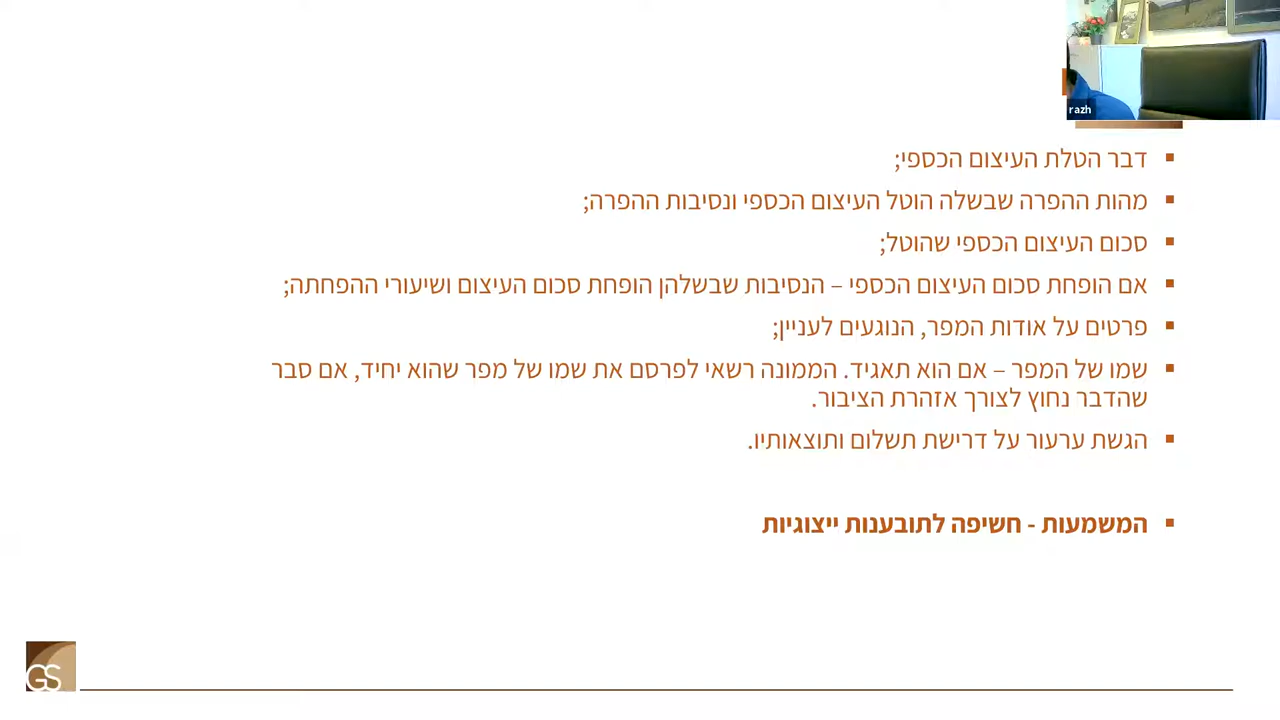 razh
דבר הטלת העיצום הכספי;
מהות ההפרה שבשלה הוטל העיצום הכספי ונסיבות ההפרה;
סכום העיצום הכספי שהוטל;
אם הופחת סכום העיצום הכספי – הנסיבות שבשלהן הופחת סכום העיצום ושיעורי ההפחתה;
פרטים על אודות המפר, הנוגעים לעניין;
שמו של המפר – אם הוא תאגיד. הממונה רשאי לפרסם את שמו של מפר שהוא יחיד, אם סבר
שהדבר נחוץ לצורך אזהרת הציבור.
הגשת ערעור על דרישת תשלום ותוצאותיו.
המשמעות - חשיפה לתובענות ייצוגיות
GS